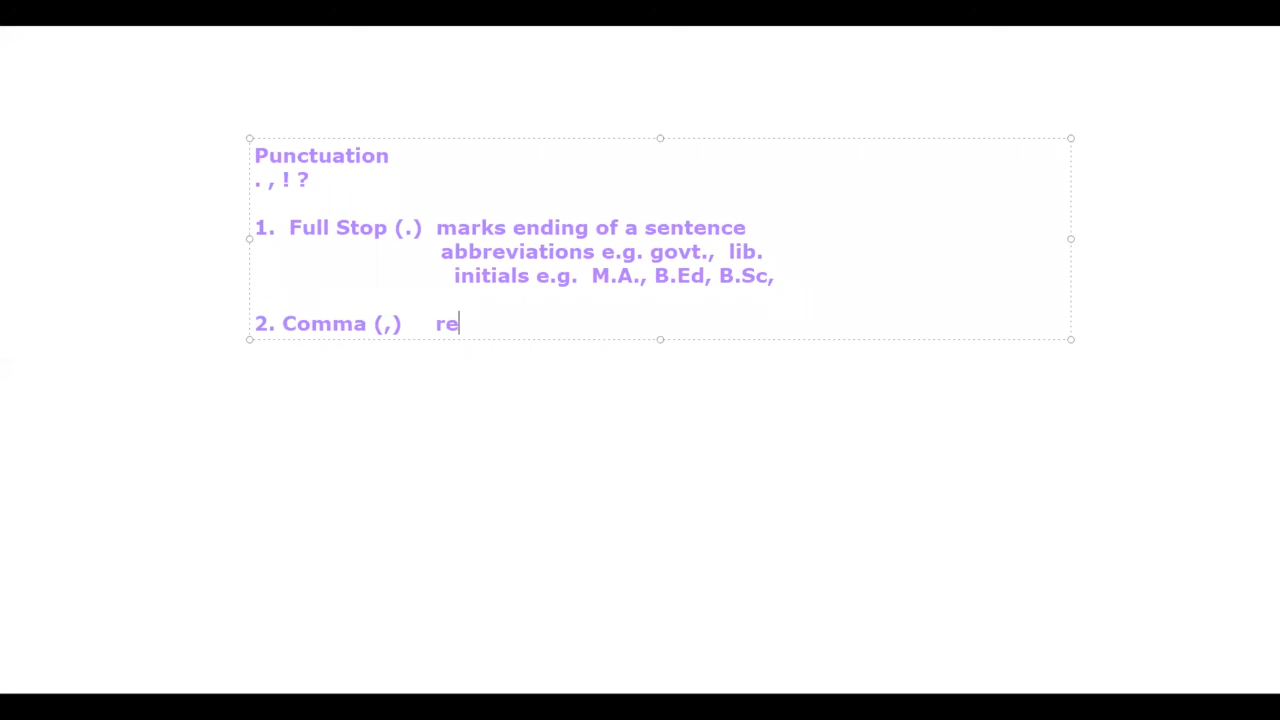 Punctuation
. , ! ?
1. Full Stop (.) marks ending of a sentence
abbreviations e.g. govt., lib.
initials e.g. M.A., B.Ed, B.Sc,
2. Comma (,) re